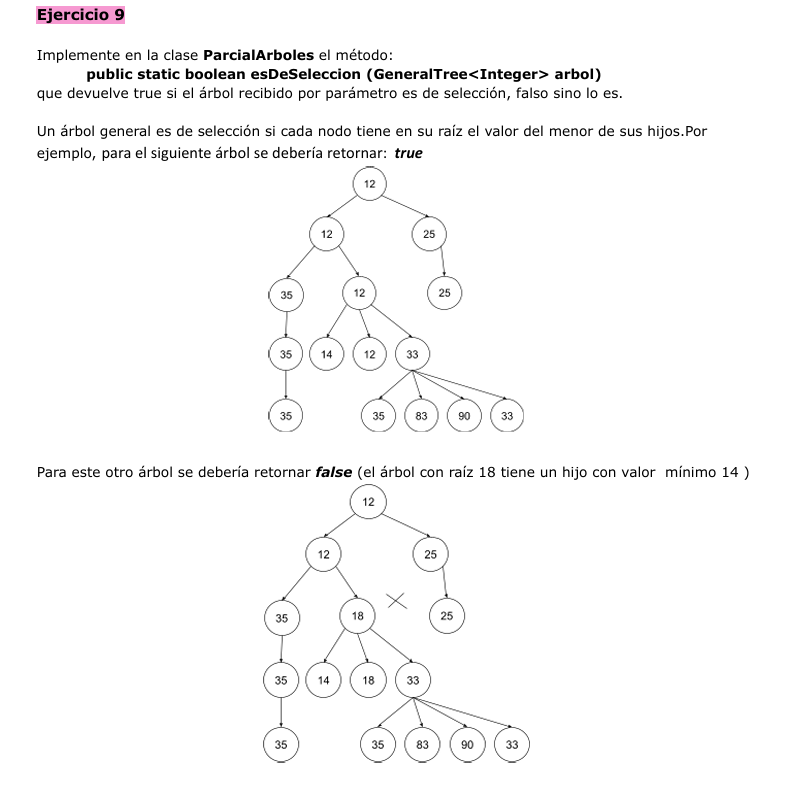 Ejercicio 9
Implemente en la clase ParcialArboles el método:
public static boolean esDeSeleccion (GeneralTree<Integer> arbol)
que devuelve true si el árbol recibido por parámetro es de selección, falso sino lo es.
Un árbol general es de selección si cada nodo tiene en su raíz el valor del menor de sus hijos.Por
ejemplo, para el siguiente árbol se debería retornar: true
12
12 25
35 12 25
35 14 12 33
35 35 83 90 33
Para este otro árbol se debería retornar false (el árbol con raíz 18 tiene un hijo con valor mínimo 14 )
12
12 25
35 18 25
35 14 18 33
35 35 83 90 33